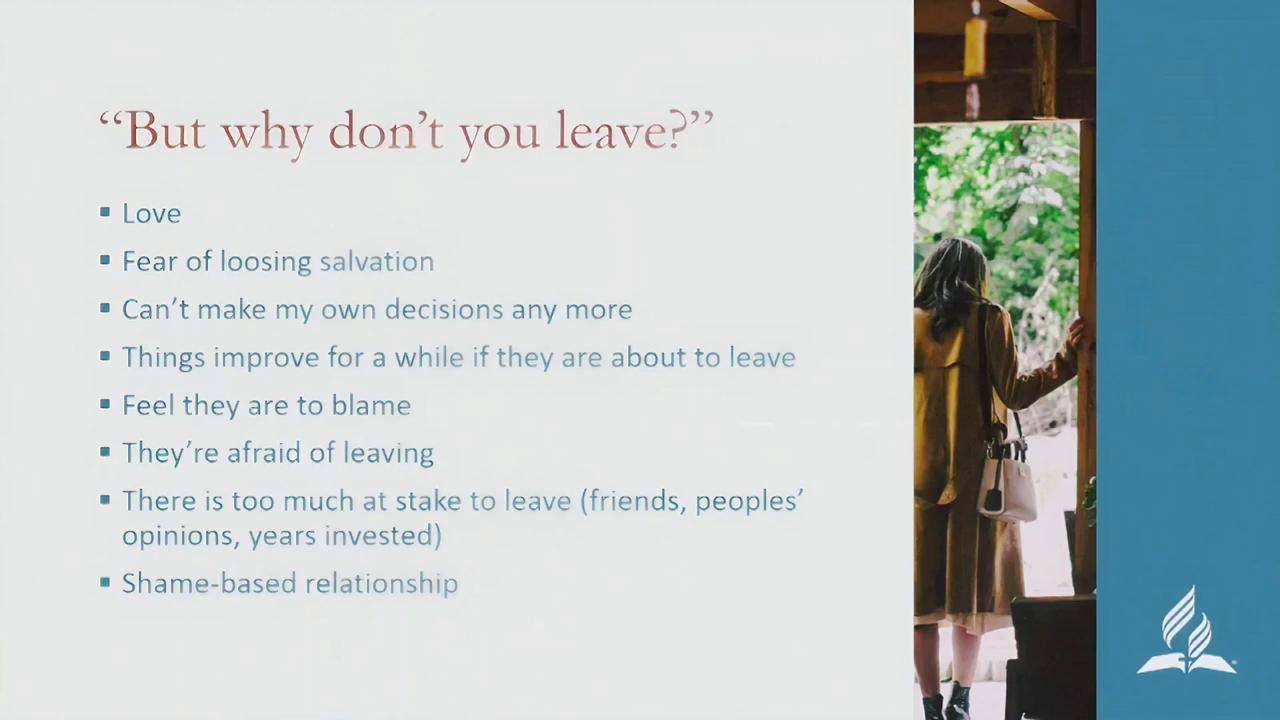 “But why don’t you leave?”
▪ Love
▪ Fear of loosing salvation
▪ Can’t make my own decisions any more
▪ Things improve for a while if they are about to leave
▪ Feel they are to blame
▪ They’re afraid of leaving
▪ There is too much at stake to leave (friends, peoples’
opinions, years invested)
▪ Shame-based relationship